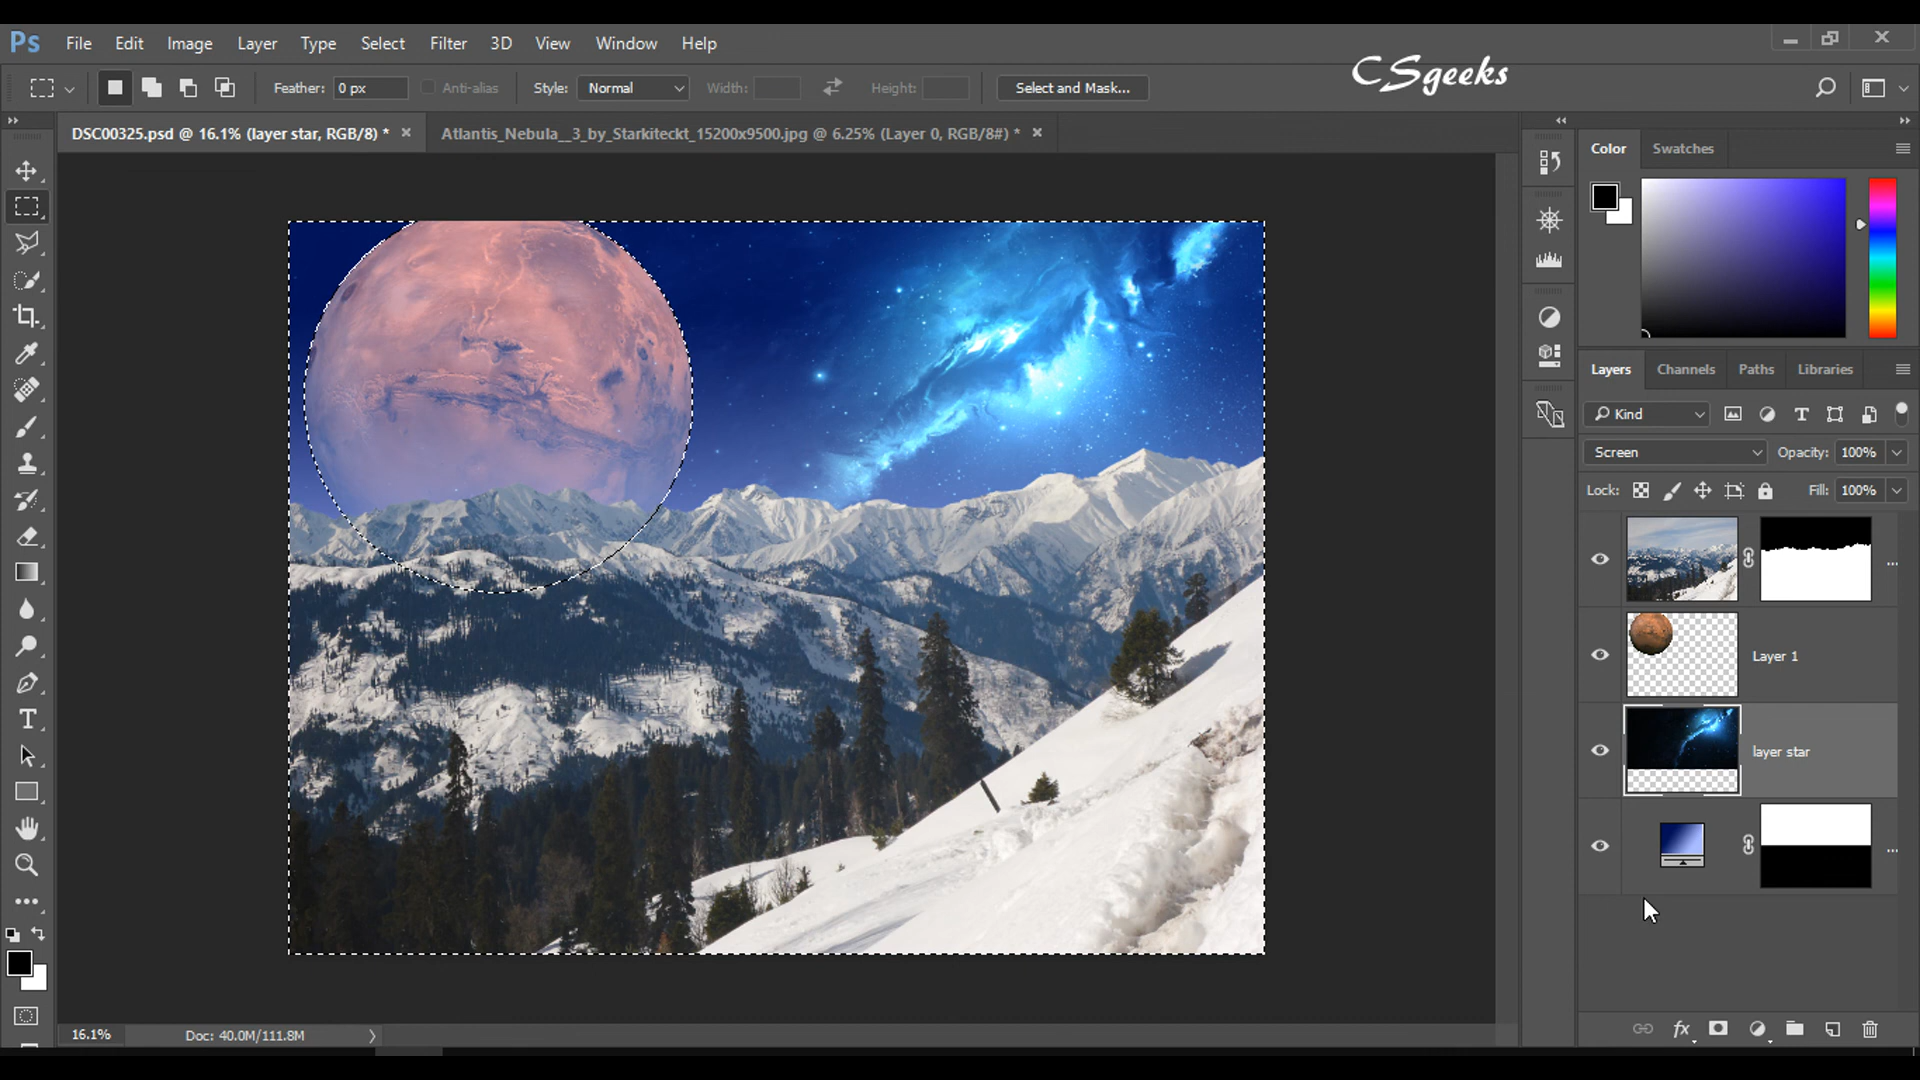 Ps File Edit Image Layer Type Select Filter 3D View Window Help
CSgeeks
Feather: 0 px Anti-alias Style: Normal Width: Height: Select and Mask...
DSC00325.psd @ 16.1% (layer star, RGB/8) * × Atlantis_Nebula__3_by_Starkiteckt_15200x9500.jpg @ 6.25% (Layer 0, RGB/8#) * ×
Color Swatches
Layers Channels Paths Libraries
Kind
Screen Opacity: 100%
Lock: Fill: 100%
...
Layer 1
layer star
...
fx
16.1% Doc: 40.0M/111.8M